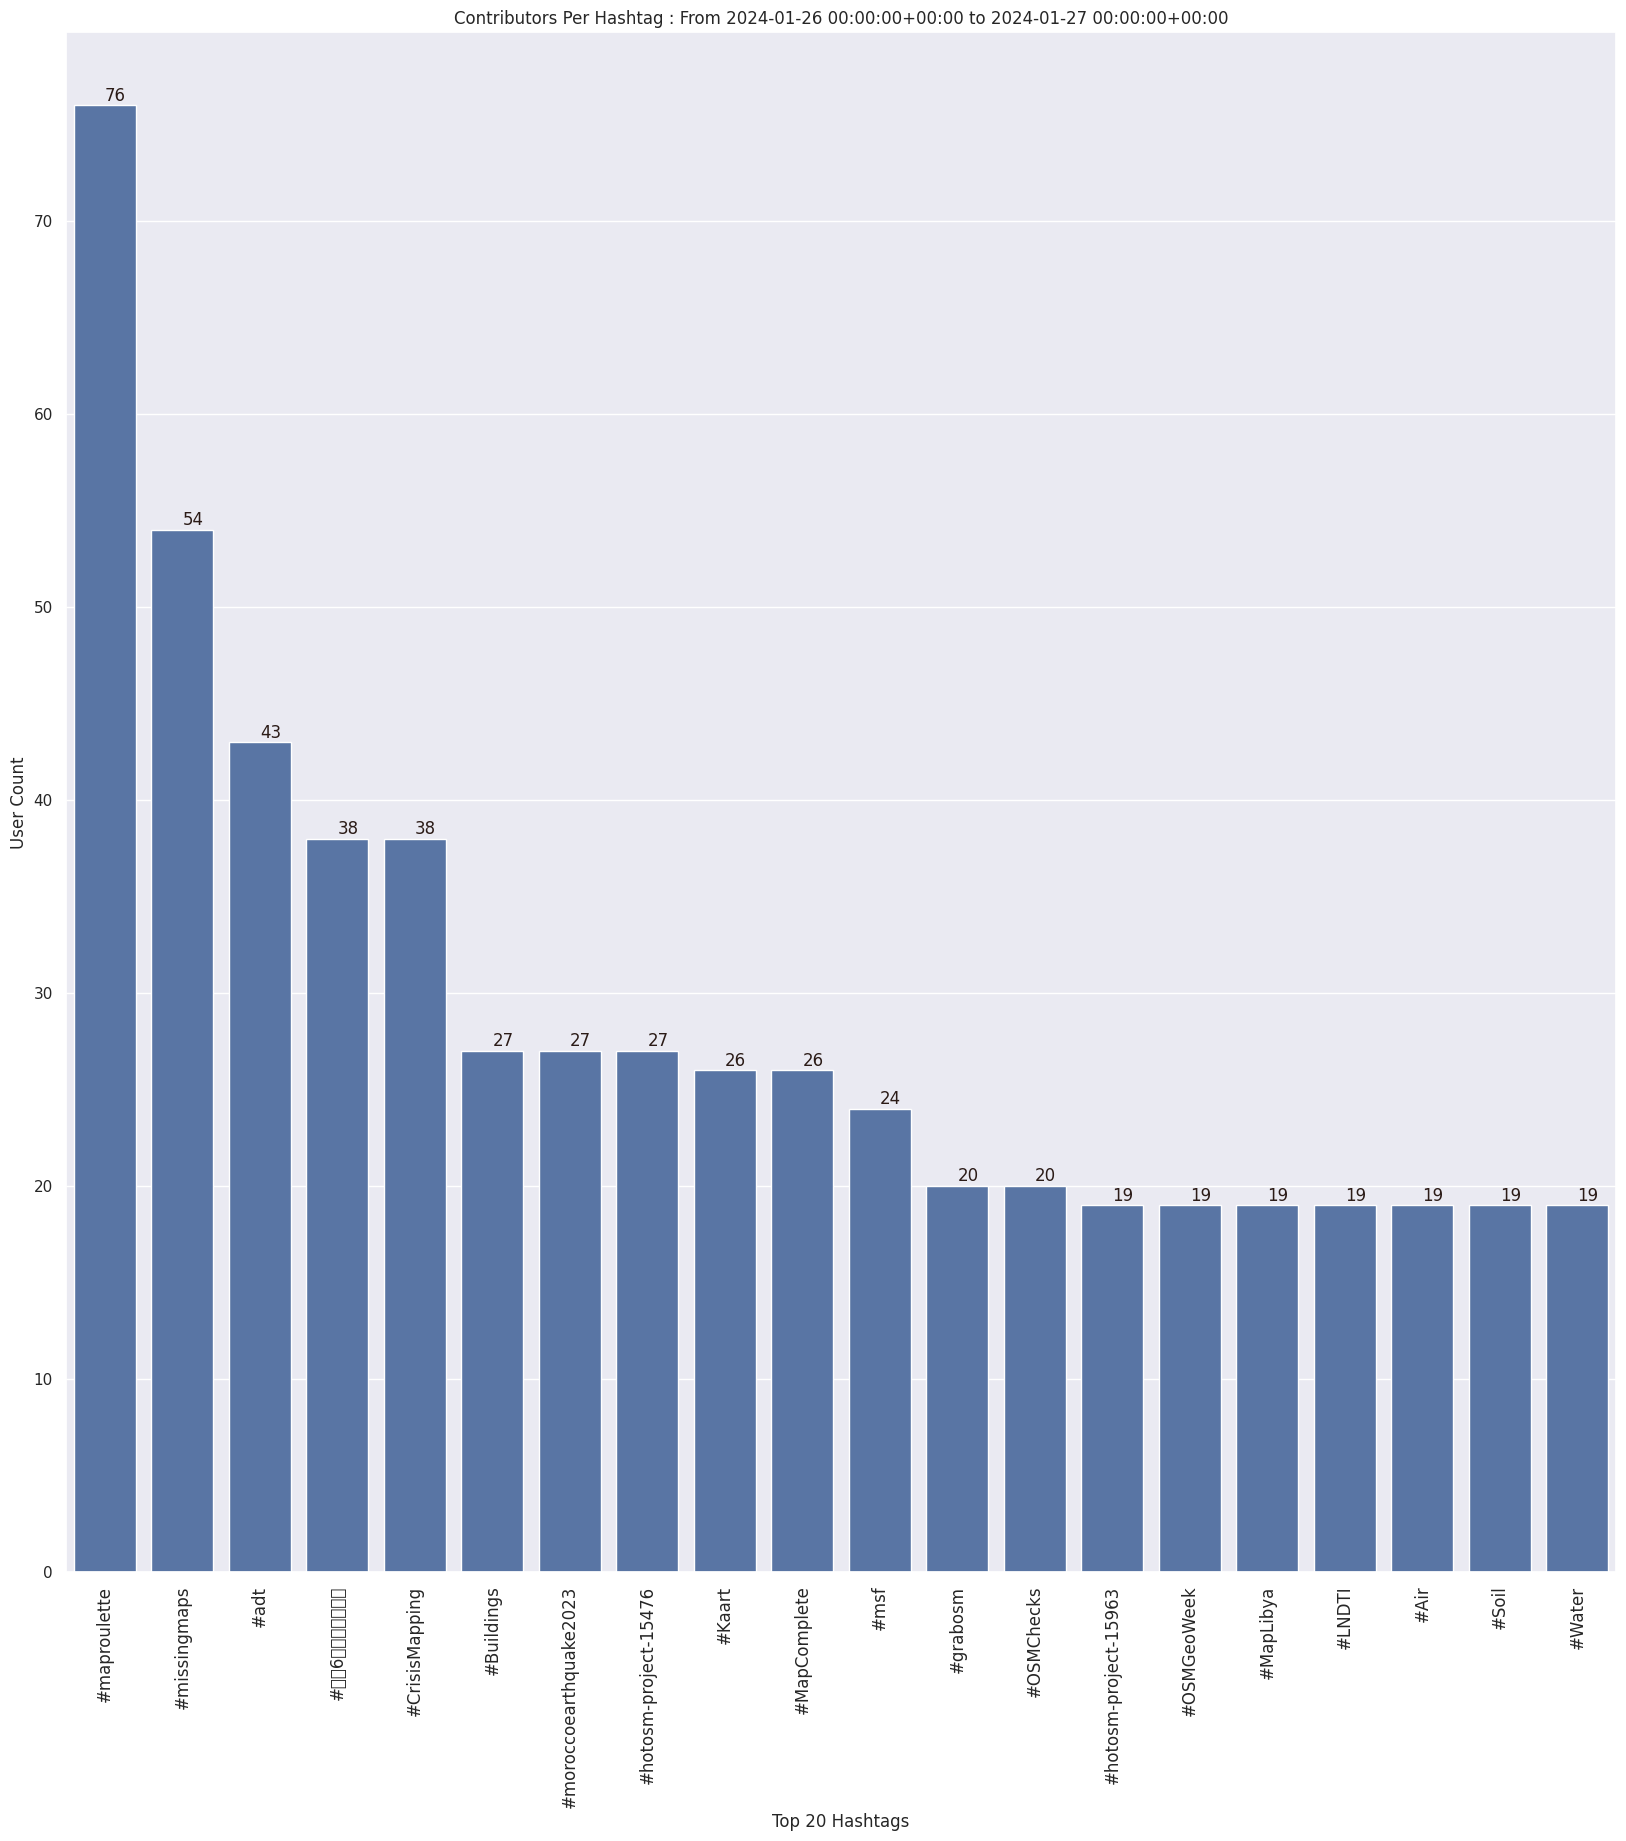 Contributors Per Hashtag : From 2024-01-26 00:00:00+00:00 to 2024-01-27 00:00:00+00:00
User Count
70
60
50
40
30
20
10
0
76
54
43
38
38
27
27
27
26
26
24
20
20
19
19
19
19
19
19
19
#maproulette
#missingmaps
#adt
#CrisisMapping
#Buildings
#moroccoearthquake2023
#hotosm-project-15476
#Kaart
#MapComplete
#msf
#grabosm
#OSMChecks
#hotosm-project-15963
#OSMGeoWeek
#MapLibya
#LNDTI
#Air
#Soil
#Water
Top 20 Hashtags